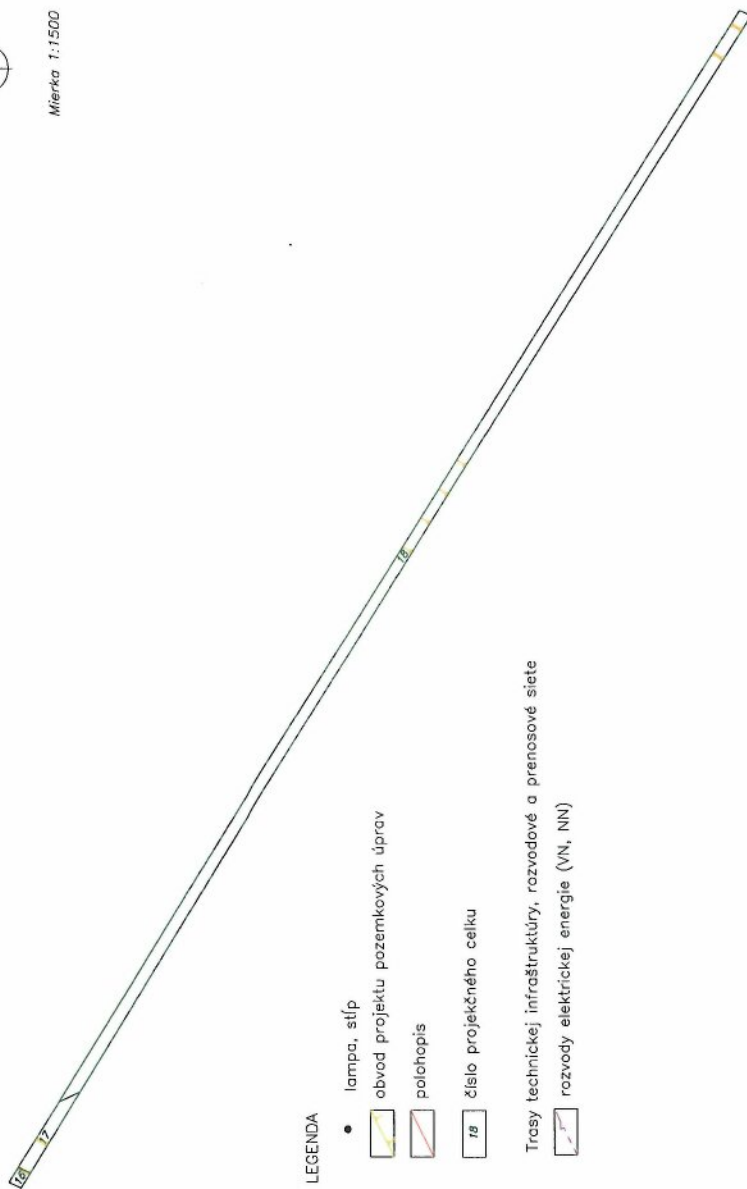 Mierka 1:1500
16
17
18
LEGENDA
lampa, stĺp
obvod projektu pozemkových úprav
polohopis
18 číslo projekčného celku
Trasy technickej infraštruktúry, rozvodové a prenosové siete
rozvody elektrickej energie (VN, NN)